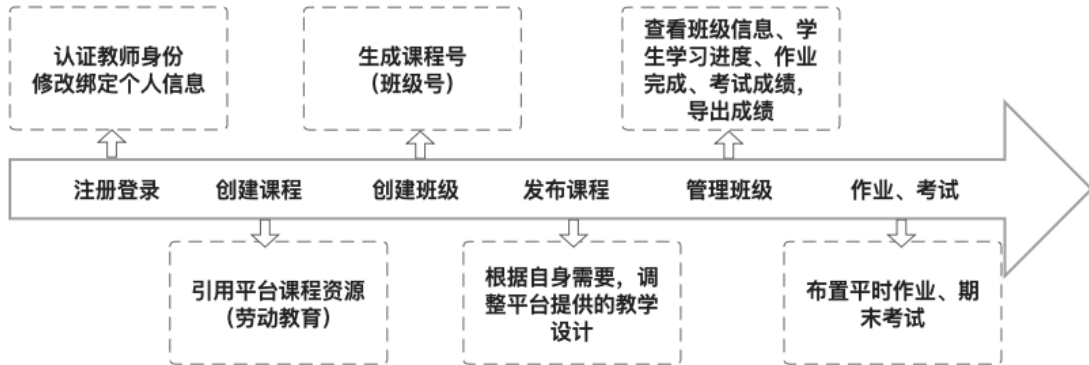 认证教师身份
修改绑定个人信息
生成课程号
（班级号）
查看班级信息、学
生学习进度、作业
完成、考试成绩，
导出成绩
注册登录
创建课程
创建班级
发布课程
管理班级
作业、考试
引用平台课程资源
（劳动教育）
根据自身需要，调
整平台提供的教学
设计
布置平时作业、期
末考试